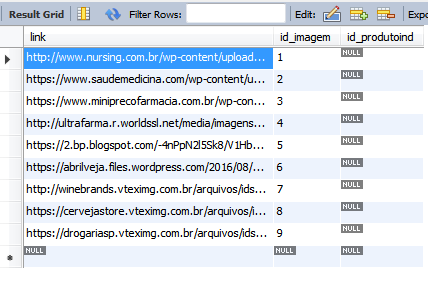 Result Grid Filter Rows: Edit: Expo
link id_imagem id_produtoind
http://www.nursing.com.br/wp-content/upload... 1 NULL
https://www.saudemedicina.com/wp-content/u... 2 NULL
https://www.miniprecofarmacia.com.br/wp-con... 3 NULL
http://ultrafarma.r.worldssl.net/media/imagens... 4 NULL
https://2.bp.blogspot.com/-4nPpN2l5Sk8/V1Hb... 5 NULL
https://abrilveja.files.wordpress.com/2016/08/... 6 NULL
http://winebrands.vteximg.com.br/arquivos/ids... 7 NULL
https://cervejastore.vteximg.com.br/arquivos/i... 8 NULL
https://drogariasp.vteximg.com.br/arquivos/ids... 9 NULL
NULL NULL NULL